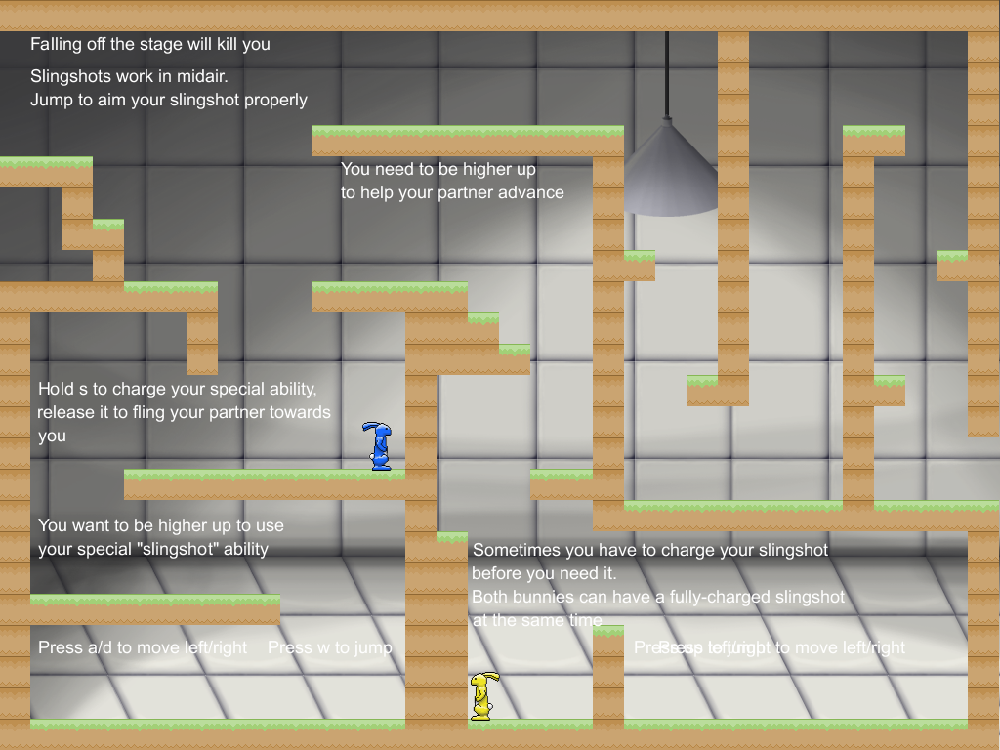 Falling off the stage will kill you
Slingshots work in midair.
Jump to aim your slingshot properly
You need to be higher up
to help your partner advance
Hold s to charge your special ability,
release it to fling your partner towards
you
You want to be higher up to use
your special "slingshot" ability
Sometimes you have to charge your slingshot
before you need it.
Both bunnies can have a fully-charged slingshot
at the same time
Press a/d to move left/right Press w to jump
to move left/right